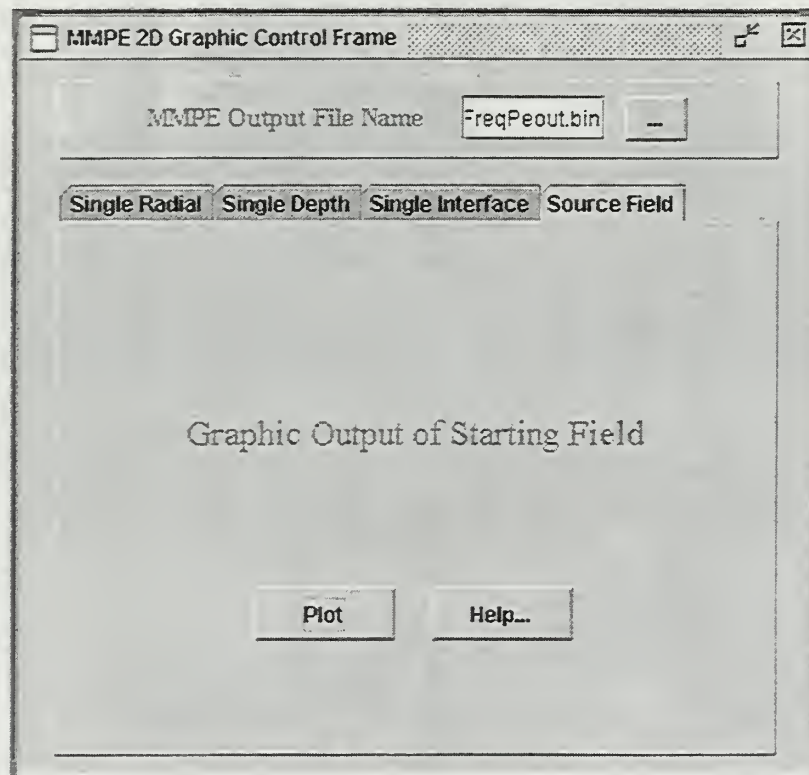 MMPE 2D Graphic Control Frame
MMPE Output File Name FreqPeout.bin ...
Single Radial Single Depth Single Interface Source Field
Graphic Output of Starting Field
Plot Help...